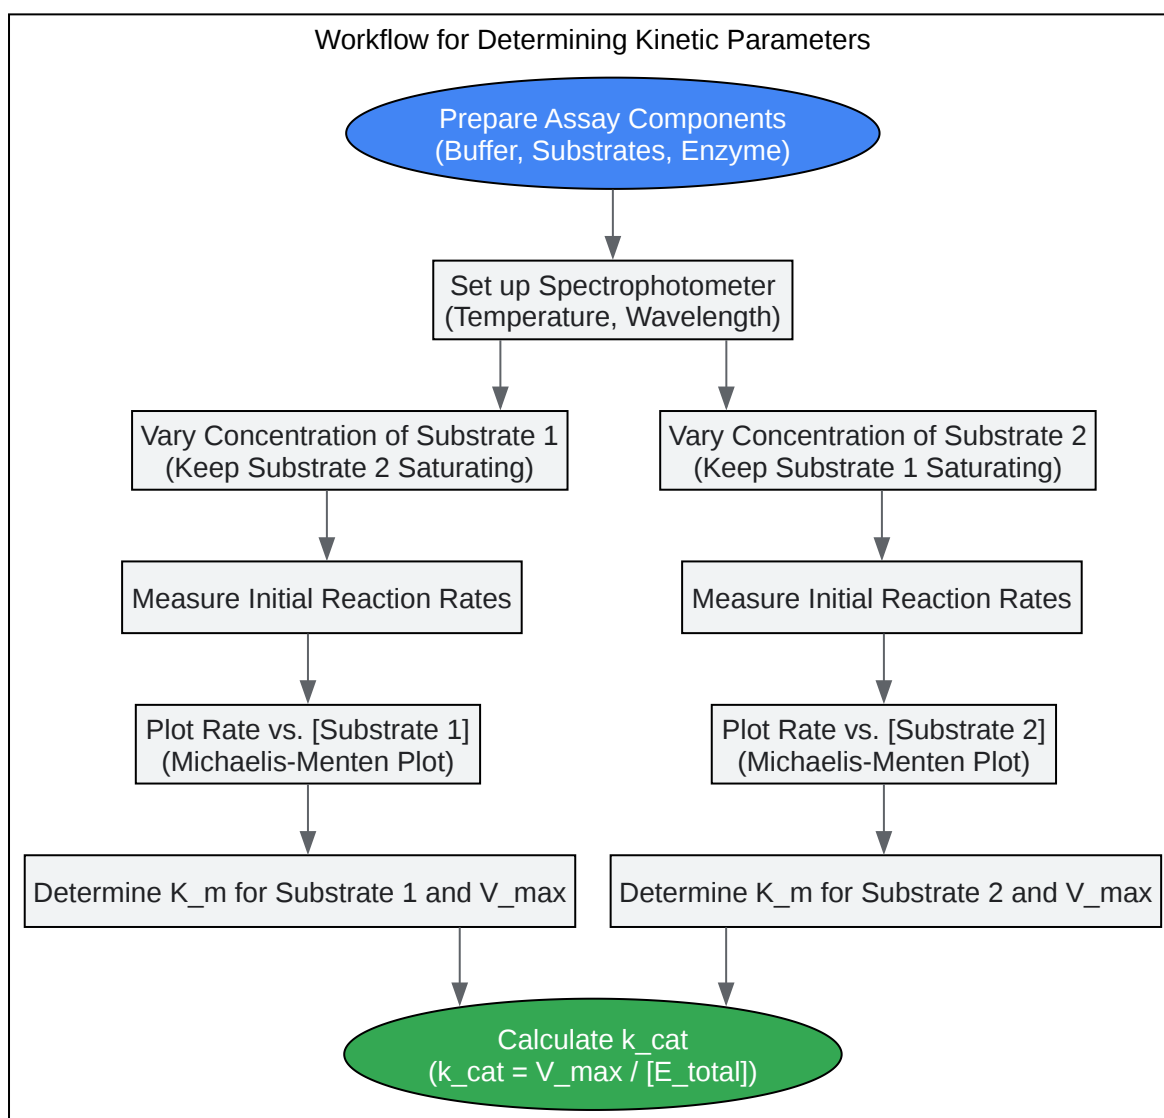 Workflow for Determining Kinetic Parameters
Prepare Assay Components
(Buffer, Substrates, Enzyme)
Set up Spectrophotometer
(Temperature, Wavelength)
Vary Concentration of Substrate 1
(Keep Substrate 2 Saturating)
Vary Concentration of Substrate 2
(Keep Substrate 1 Saturating)
Measure Initial Reaction Rates
Measure Initial Reaction Rates
Plot Rate vs. [Substrate 1]
(Michaelis-Menten Plot)
Plot Rate vs. [Substrate 2]
(Michaelis-Menten Plot)
Determine K_m for Substrate 1 and V_max
Determine K_m for Substrate 2 and V_max
Calculate k_cat
(k_cat = V_max / [E_total])